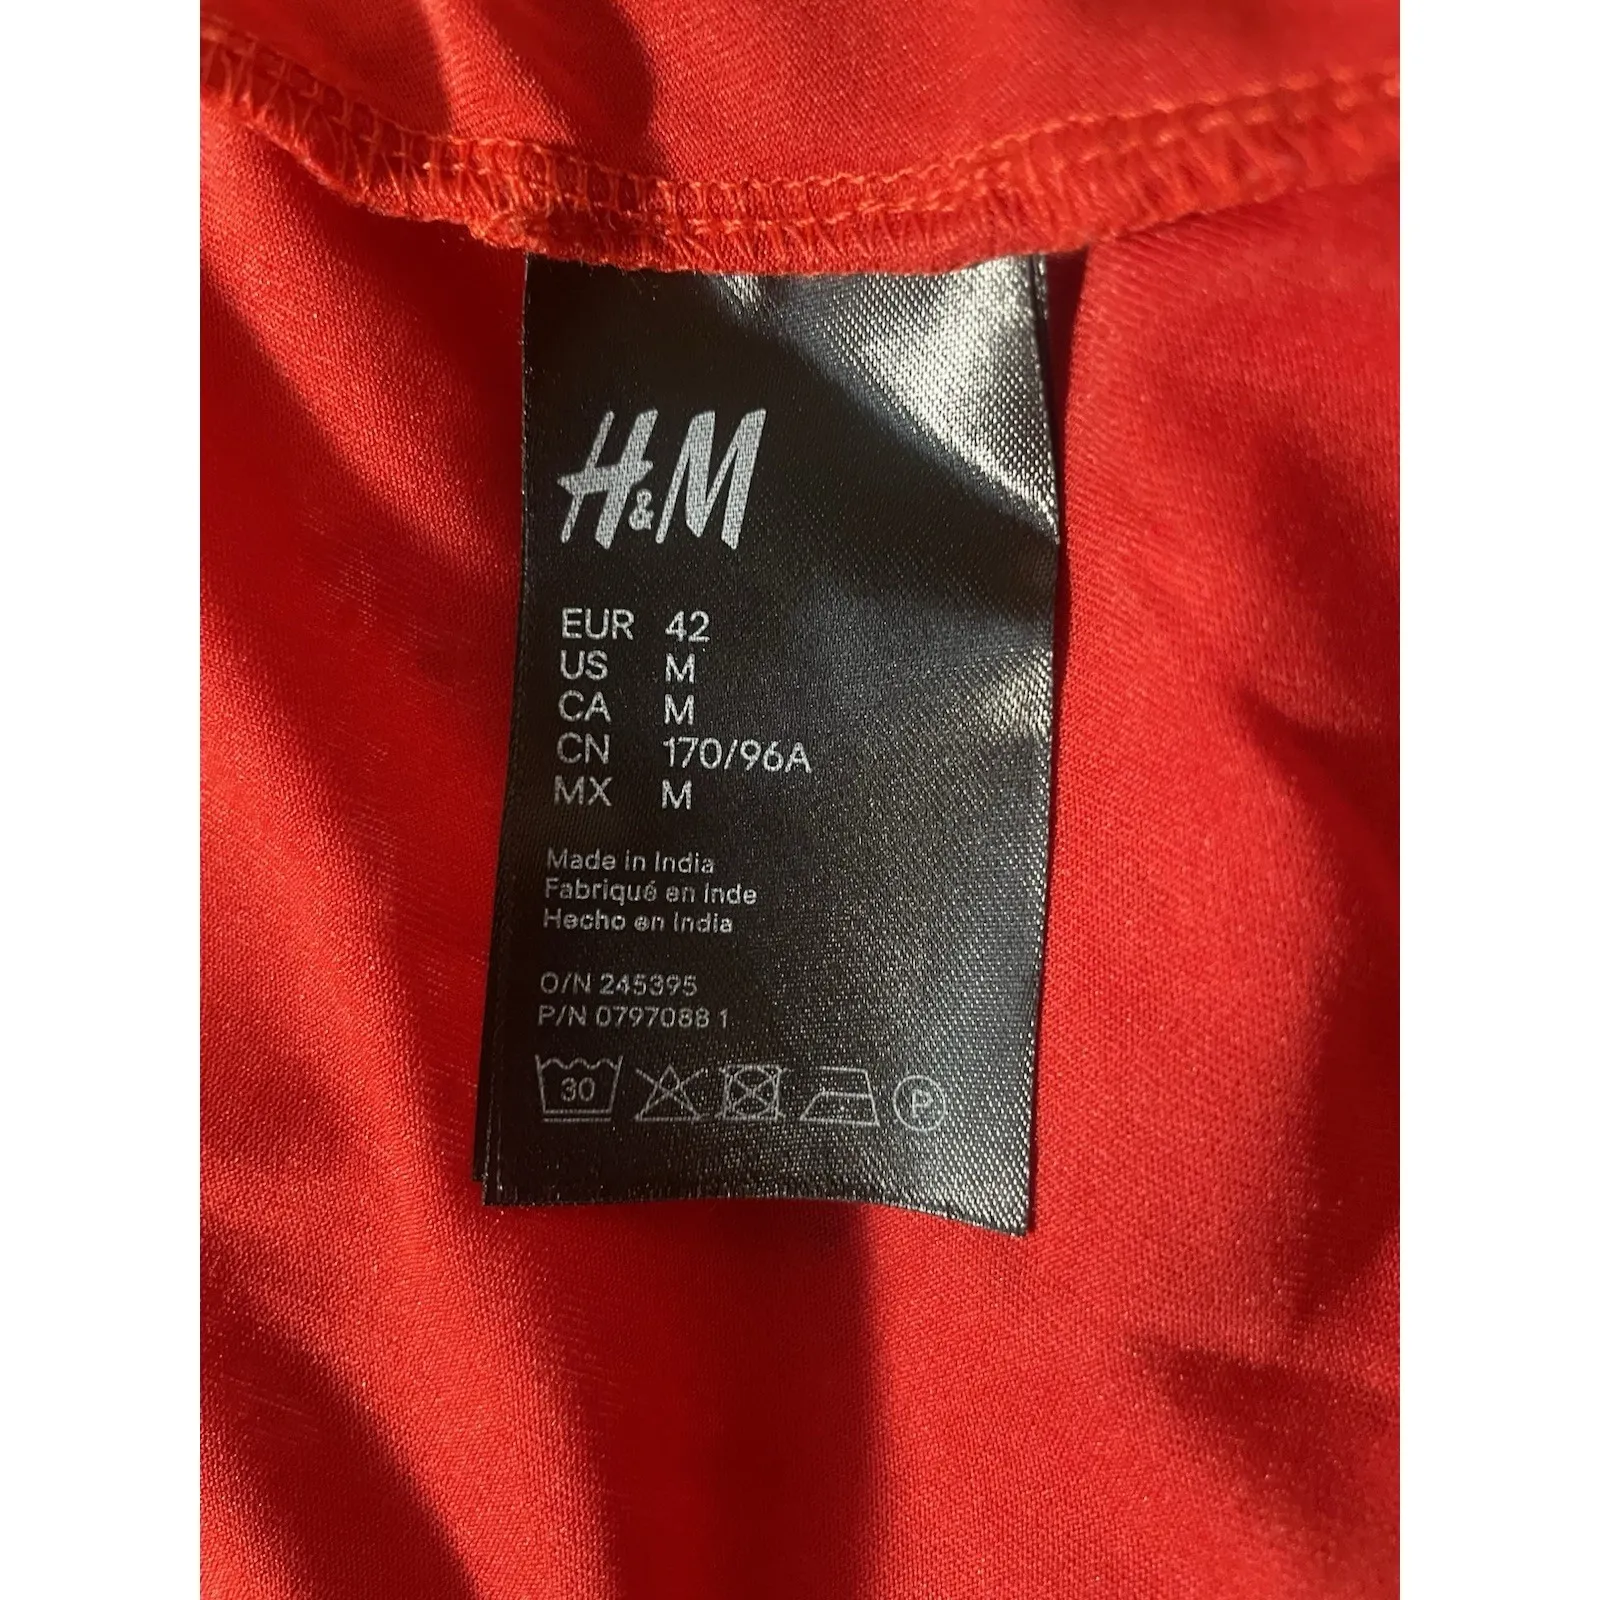 H&M
EUR 42
US M
CA M
CN 170/96A
MX M
Made in India
Fabriqué en Inde
Hecho en India
O/N 245395
P/N 0797088 1
30
P